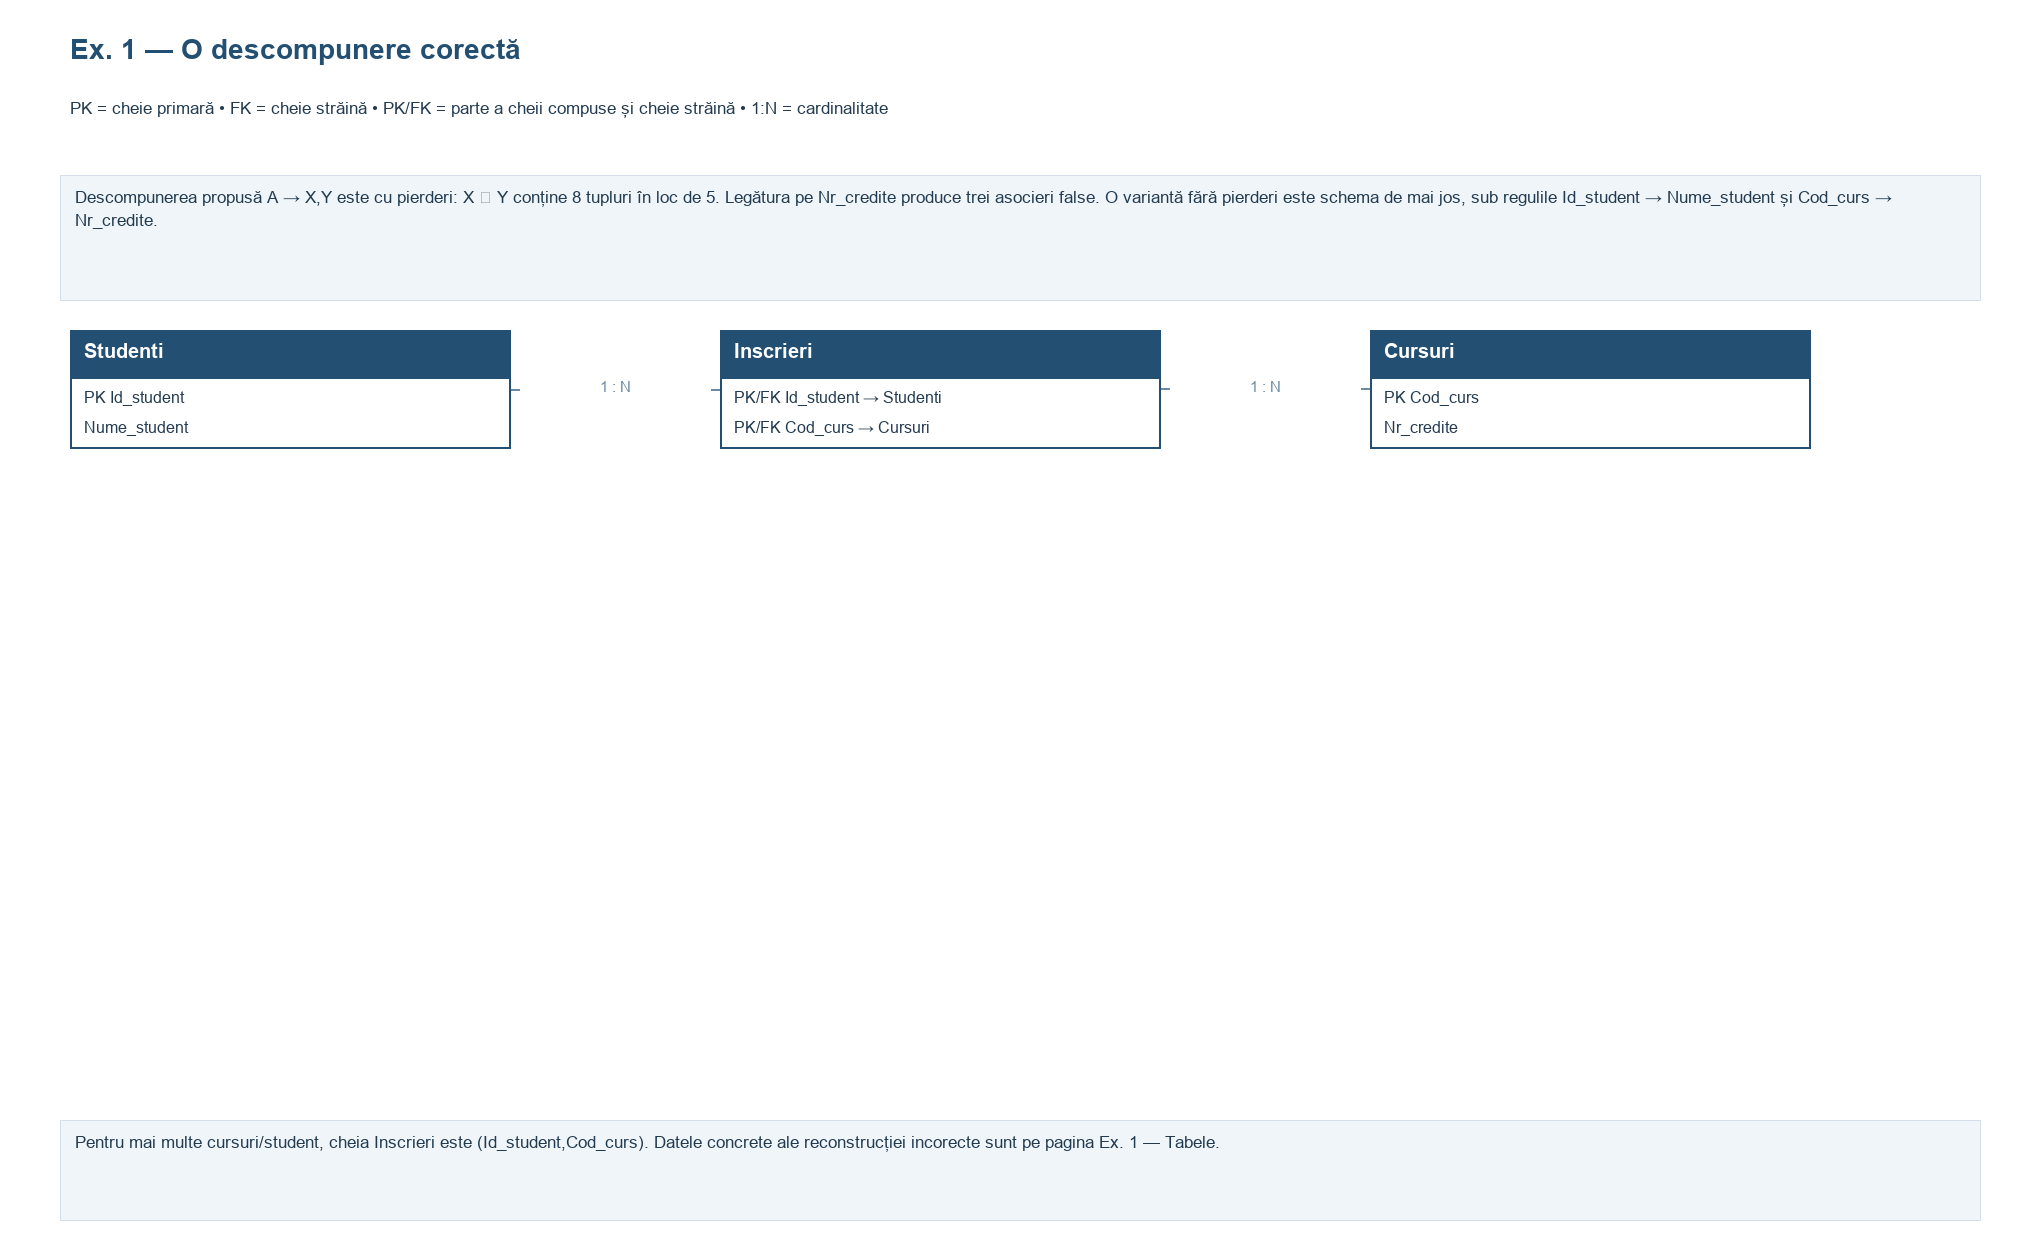 Ex. 1 — O descompunere corectă
PK = cheie primară • FK = cheie străină • PK/FK = parte a cheii compuse și cheie străină • 1:N = cardinalitate
Descompunerea propusă A → X,Y este cu pierderi: X □ Y conține 8 tupluri în loc de 5. Legătura pe Nr_credite produce trei asocieri false. O variantă fără pierderi este schema de mai jos, sub regulile Id_student → Nume_student și Cod_curs →
Nr_credite.
Studenti
PK Id_student
Nume_student
1 : N
Inscrieri
PK/FK Id_student → Studenti
PK/FK Cod_curs → Cursuri
1 : N
Cursuri
PK Cod_curs
Nr_credite
Pentru mai multe cursuri/student, cheia Inscrieri este (Id_student,Cod_curs). Datele concrete ale reconstrucției incorecte sunt pe pagina Ex. 1 — Tabele.